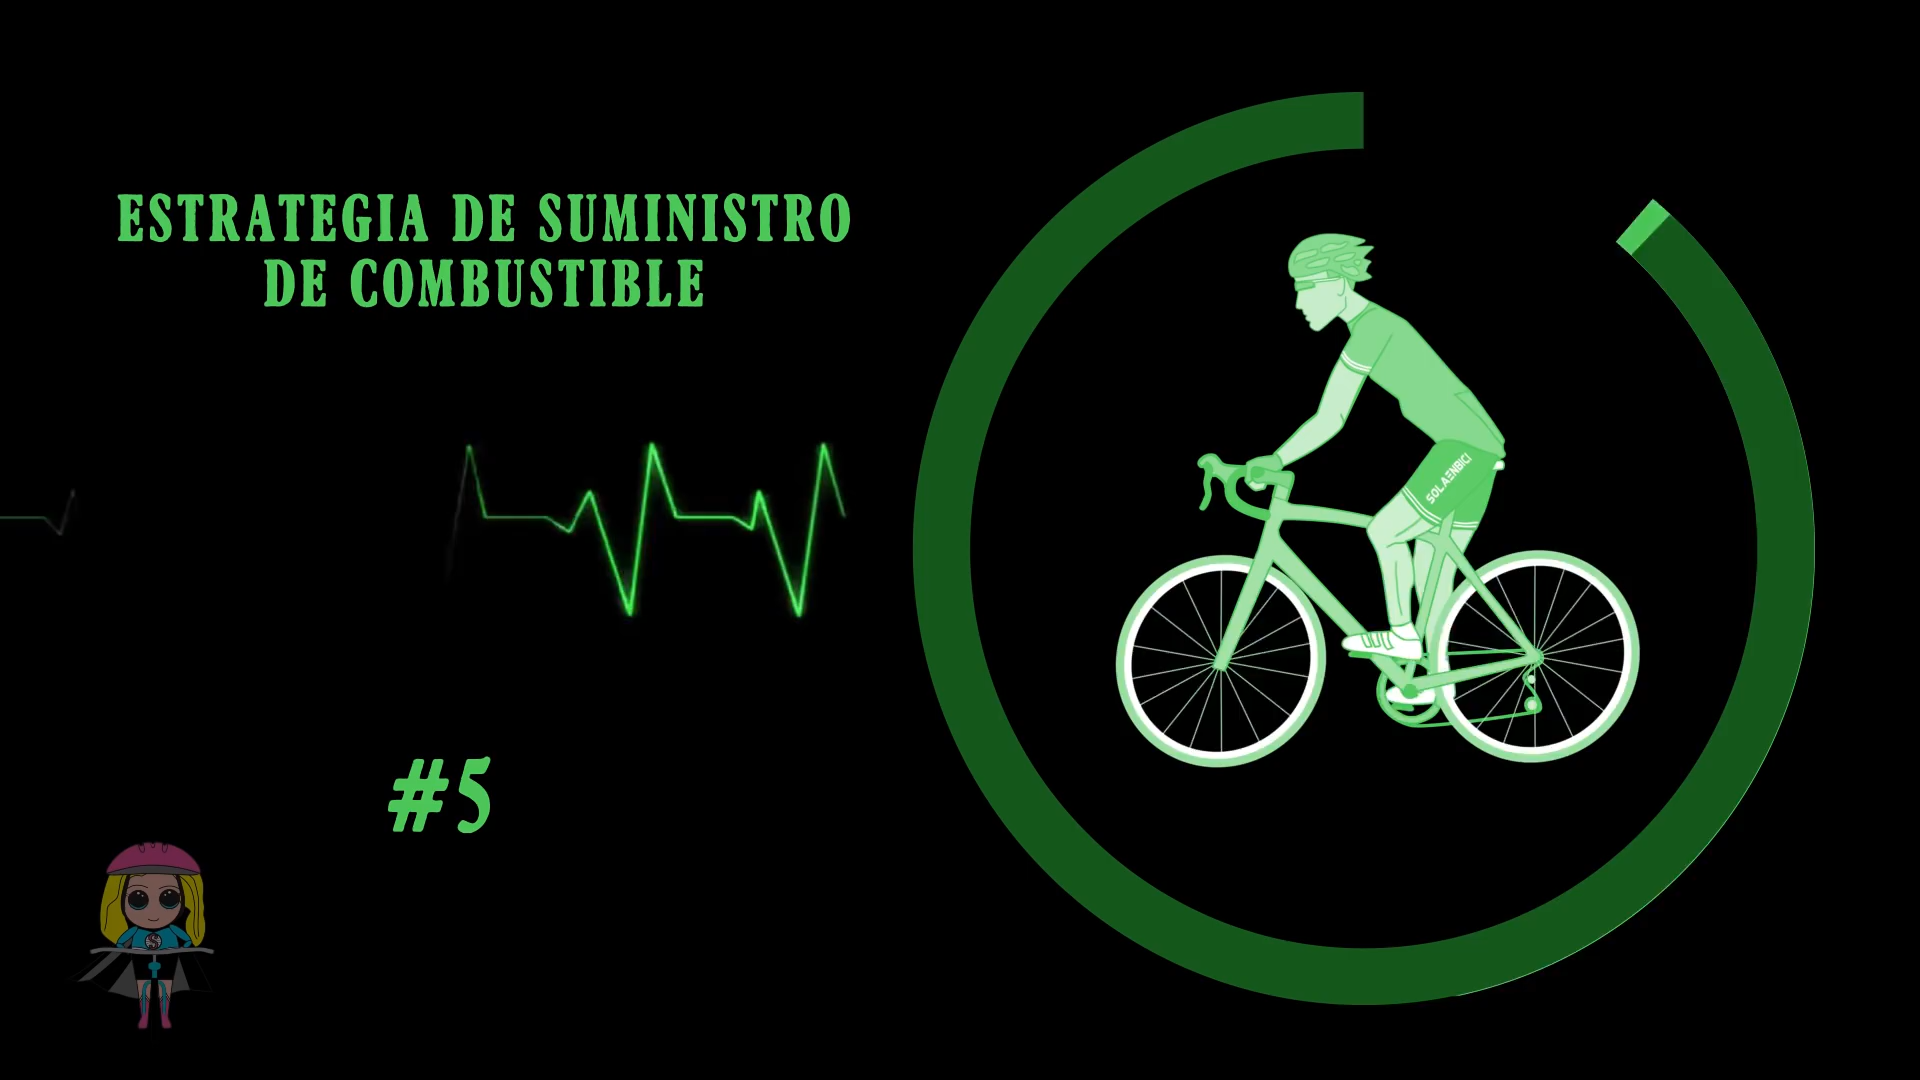 ESTRATEGIA DE SUMINISTRO
DE COMBUSTIBLE
SOLAENBICI
#5